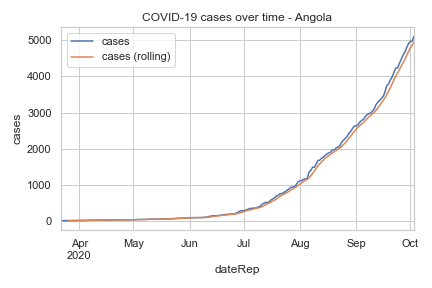 COVID-19 cases over time - Angola
cases
cases (rolling)
5000
4000
3000
2000
1000
0
cases
Apr
2020
May
Jun
Jul
Aug
Sep
Oct
dateRep